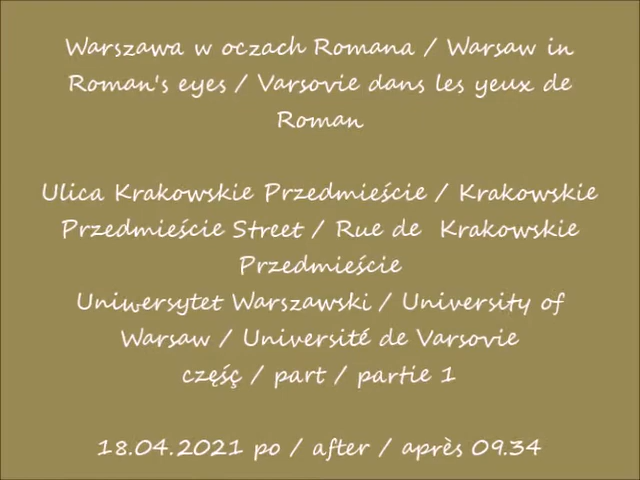 Warszawa w oczach Romana / Warsaw in
Roman's eyes / Varsovie dans les yeux de
Roman
Ulica Krakowskie Przedmieście / Krakowskie
Przedmieście Street / Rue de Krakowskie
Przedmieście
Uniwersytet Warszawski / University of
Warsaw / Université de Varsovie
częśç / part / partie 1
18.04.2021 po / after / après 09.34